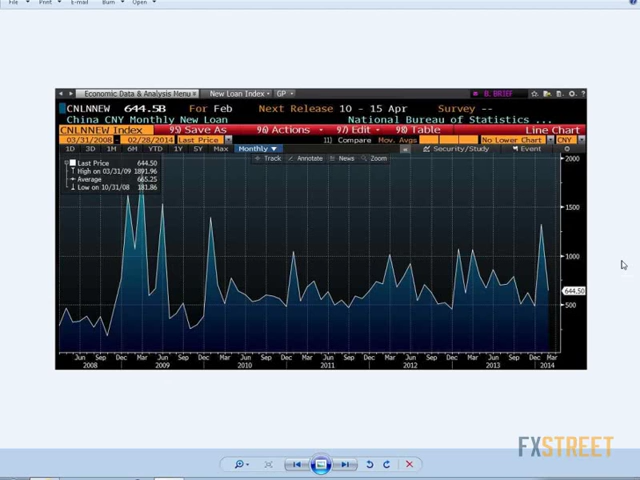 File Print E-mail Burn Open
Economic Data & Analysis Menu New Loan Index GP B. BRIEF
CNLNNEW 644.5B For Feb Next Release 10 - 15 Apr Survey --
China CNY Monthly New Loan National Bureau of Statistics ...
CNLNNEW Index 95) Save As 96) Actions 97) Edit 98) Table Line Chart
03/31/2008 - 02/28/2014 Last Price 11) Compare Mov. Avgs No Lower Chart CNY
1D 3D 1M 6M YTD 1Y 5Y Max Monthly Security/Study Event
Track Annotate News Zoom
Last Price 644.50
High on 03/31/09 1891.96
Average 665.25
Low on 10/31/08 181.86
2000
1500
1000
644.50
500
Jun Sep Dec Mar Jun Sep Dec Mar Jun Sep Dec Mar Jun Sep Dec Mar Jun Sep Dec Mar Jun Sep Dec Mar
2008 2009 2010 2011 2012 2013 2014
FXSTREET